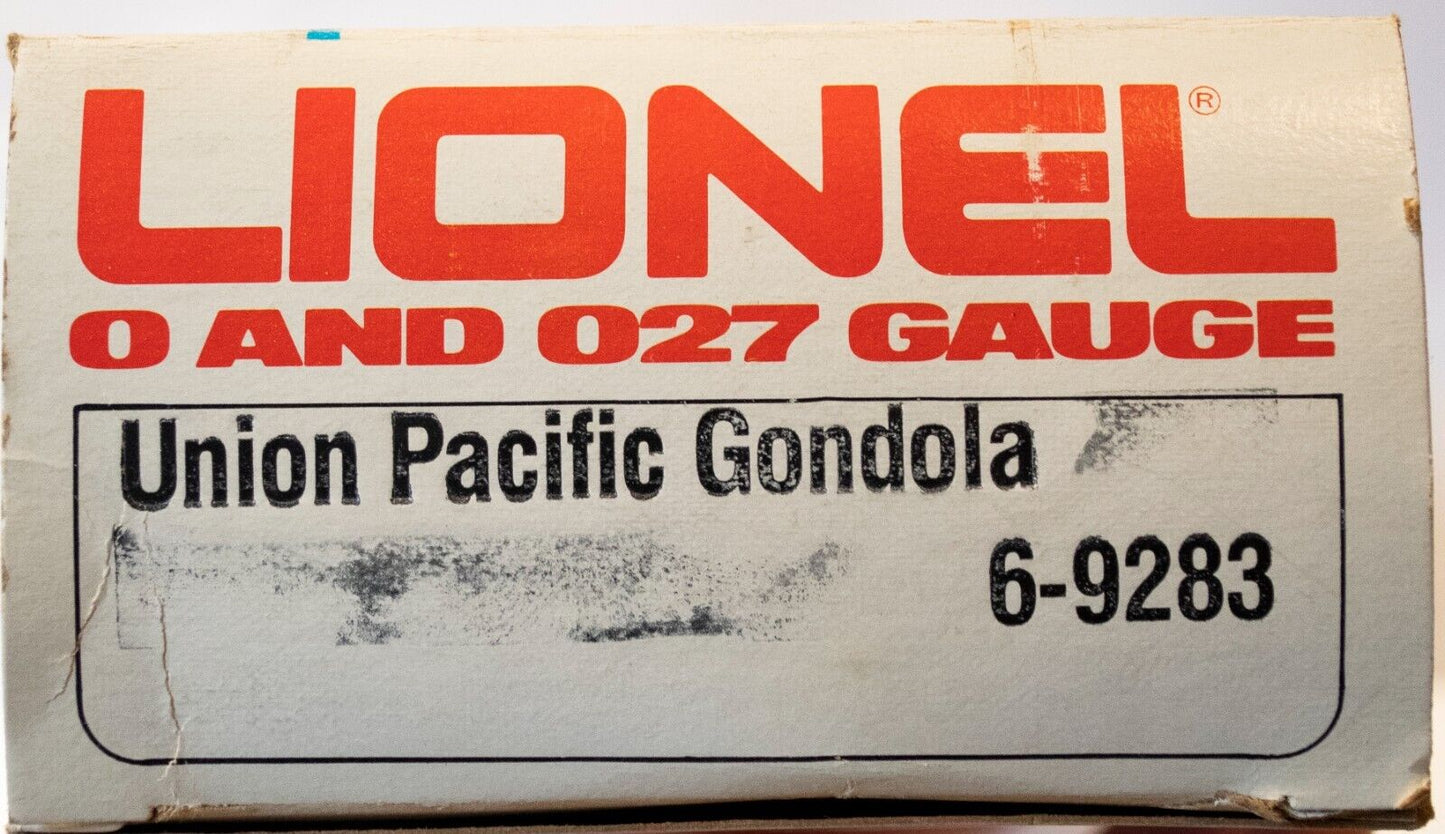 LIONEL®
O AND O27 GAUGE
Union Pacific Gondola
6-9283